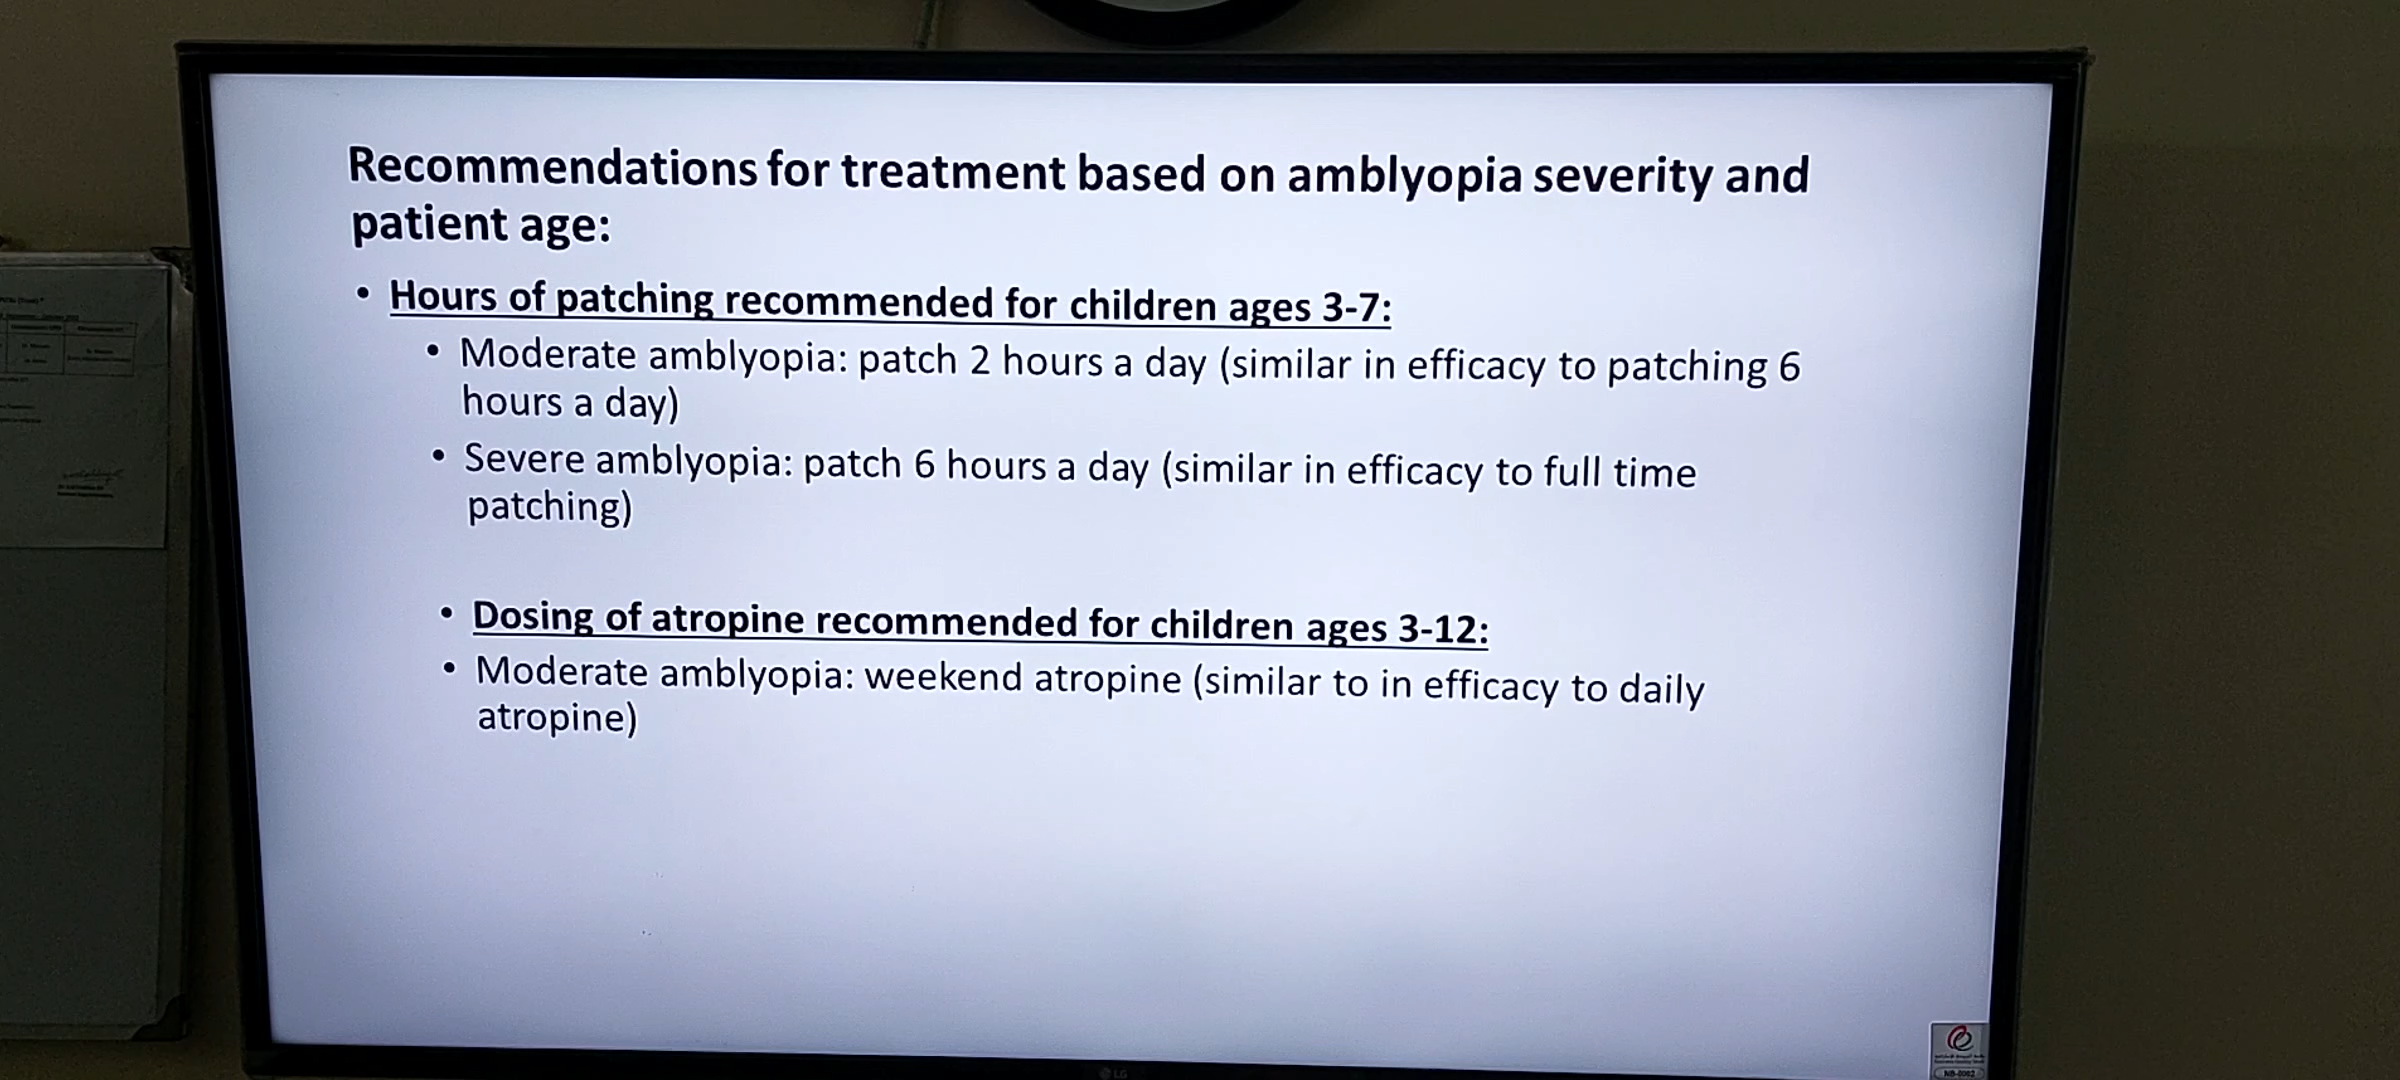 Recommendations for treatment based on amblyopia severity and
patient age:
• Hours of patching recommended for children ages 3-7:
• Moderate amblyopia: patch 2 hours a day (similar in efficacy to patching 6
hours a day)
• Severe amblyopia: patch 6 hours a day (similar in efficacy to full time
patching)
• Dosing of atropine recommended for children ages 3-12:
• Moderate amblyopia: weekend atropine (similar to in efficacy to daily
atropine)
NB-0002
LG